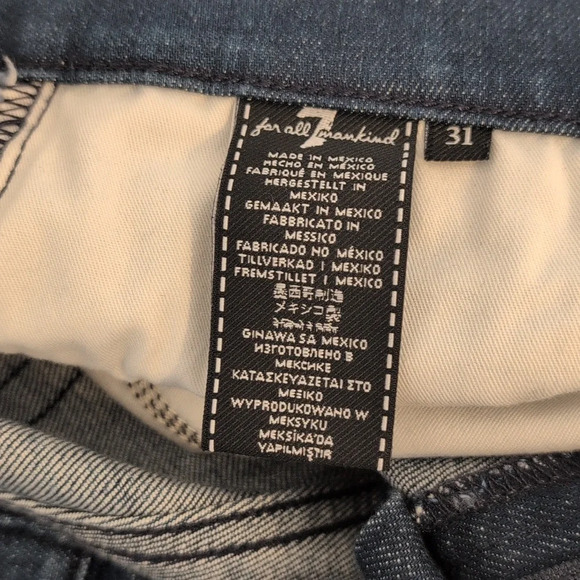 7
for all mankind
31
MADE IN MEXICO
HECHO EN MÉXICO
FABRIQUÉ EN MEXIQUE
HERGESTELLT IN
MEXIKO
GEMAAKT IN MEXICO
FABBRICATO IN
MESSICO
FABRICADO NO MÉXICO
TILLVERKAD I MEXIKO
FREMSTILLET I MEXICO
墨西哥制造
メキシコ製
GINAWA SA MEXICO
ИЗГОТОВЛЕНО В
МЕКСИКЕ
ΚΑΤΑΣΚΕΥΑΖΕΤΑΙ ΣΤΟ
ΜΕΞΙΚΟ
WYPRODUKOWANO W
MEKSYKU
MEKSİKA'DA
YAPILMIŞTIR